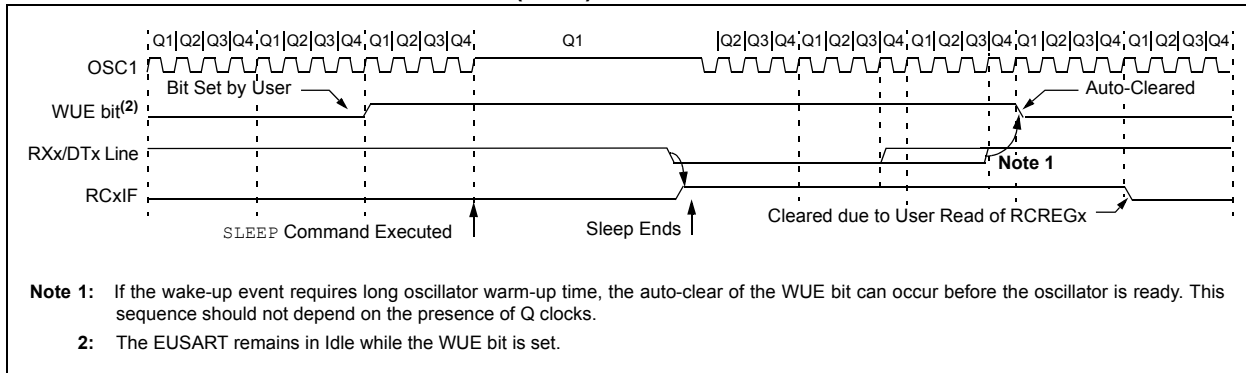 Q1 Q2 Q3 Q4 Q1 Q2 Q3 Q4 Q1 Q2 Q3 Q4 Q1 Q2 Q3 Q4 Q1 Q2 Q3 Q4 Q1 Q2 Q3 Q4 Q1 Q2 Q3 Q4
OSC1
Bit Set by User
Auto-Cleared
WUE bit(2)
RXx/DTx Line
Note 1
RCxIF
Cleared due to User Read of RCREGx
SLEEP Command Executed
Sleep Ends
Note 1: If the wake-up event requires long oscillator warm-up time, the auto-clear of the WUE bit can occur before the oscillator is ready. This
sequence should not depend on the presence of Q clocks.
2: The EUSART remains in Idle while the WUE bit is set.